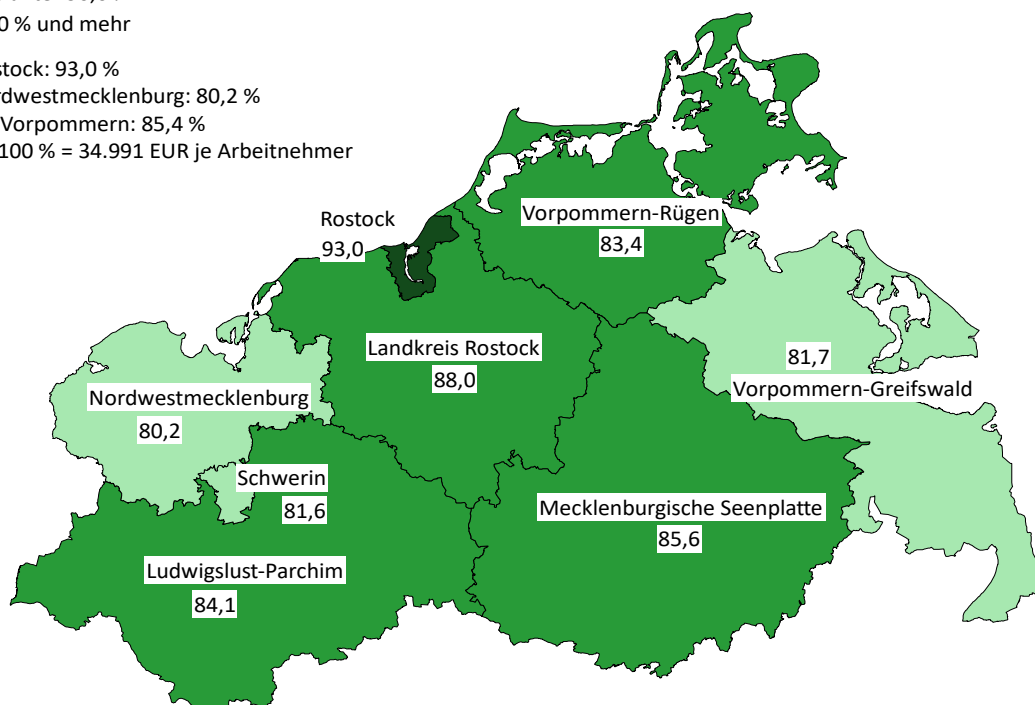 0 % und mehr
stock: 93,0 %
rdwestmecklenburg: 80,2 %
Vorpommern: 85,4 %
100 % = 34.991 EUR je Arbeitnehmer
Rostock
93,0
Vorpommern-Rügen
83,4
Landkreis Rostock
88,0
81,7
Vorpommern-Greifswald
Nordwestmecklenburg
80,2
Schwerin
81,6
Mecklenburgische Seenplatte
85,6
Ludwigslust-Parchim
84,1